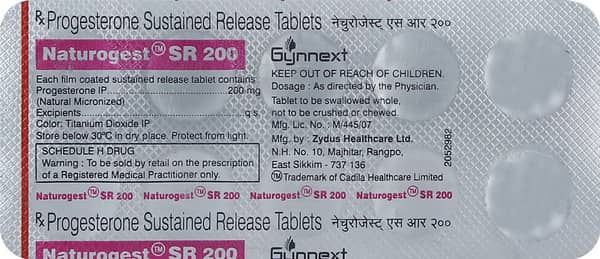 ℞ Progesterone Sustained Release Tablets नेचुरोजेस्ट एस आर २००
Naturogest™ SR 200
Each film coated sustained release tablet contains:
Progesterone IP....................200 mg
(Natural Micronized)
Excipients....................q s
Color: Titanium Dioxide IP
Store below 30°C in dry place. Protect from light.
SCHEDULE H DRUG
Warning : To be sold by retail on the prescription
of a Registered Medical Practitioner only.
Gynnext
KEEP OUT OF REACH OF CHILDREN.
Dosage : As directed by the Physician.
Tablet to be swallowed whole,
not to be crushed or chewed.
Mfg. Lic. No. : M/445/07
Mfg. by : Zydus Healthcare Ltd.
N.H. No. 10, Majhitar, Rangpo,
East Sikkim - 737 136
™ Trademark of Cadila Healthcare Limited
2052982
Naturogest™ SR 200 Naturogest™ SR 200 Naturogest™ SR 200 Naturogest™ SR 200 Naturogest™ SR 200
℞ Progesterone Sustained Release Tablets नेचुरोजेस्ट एस आर २००
Naturogest™ SR 200 Gynnext